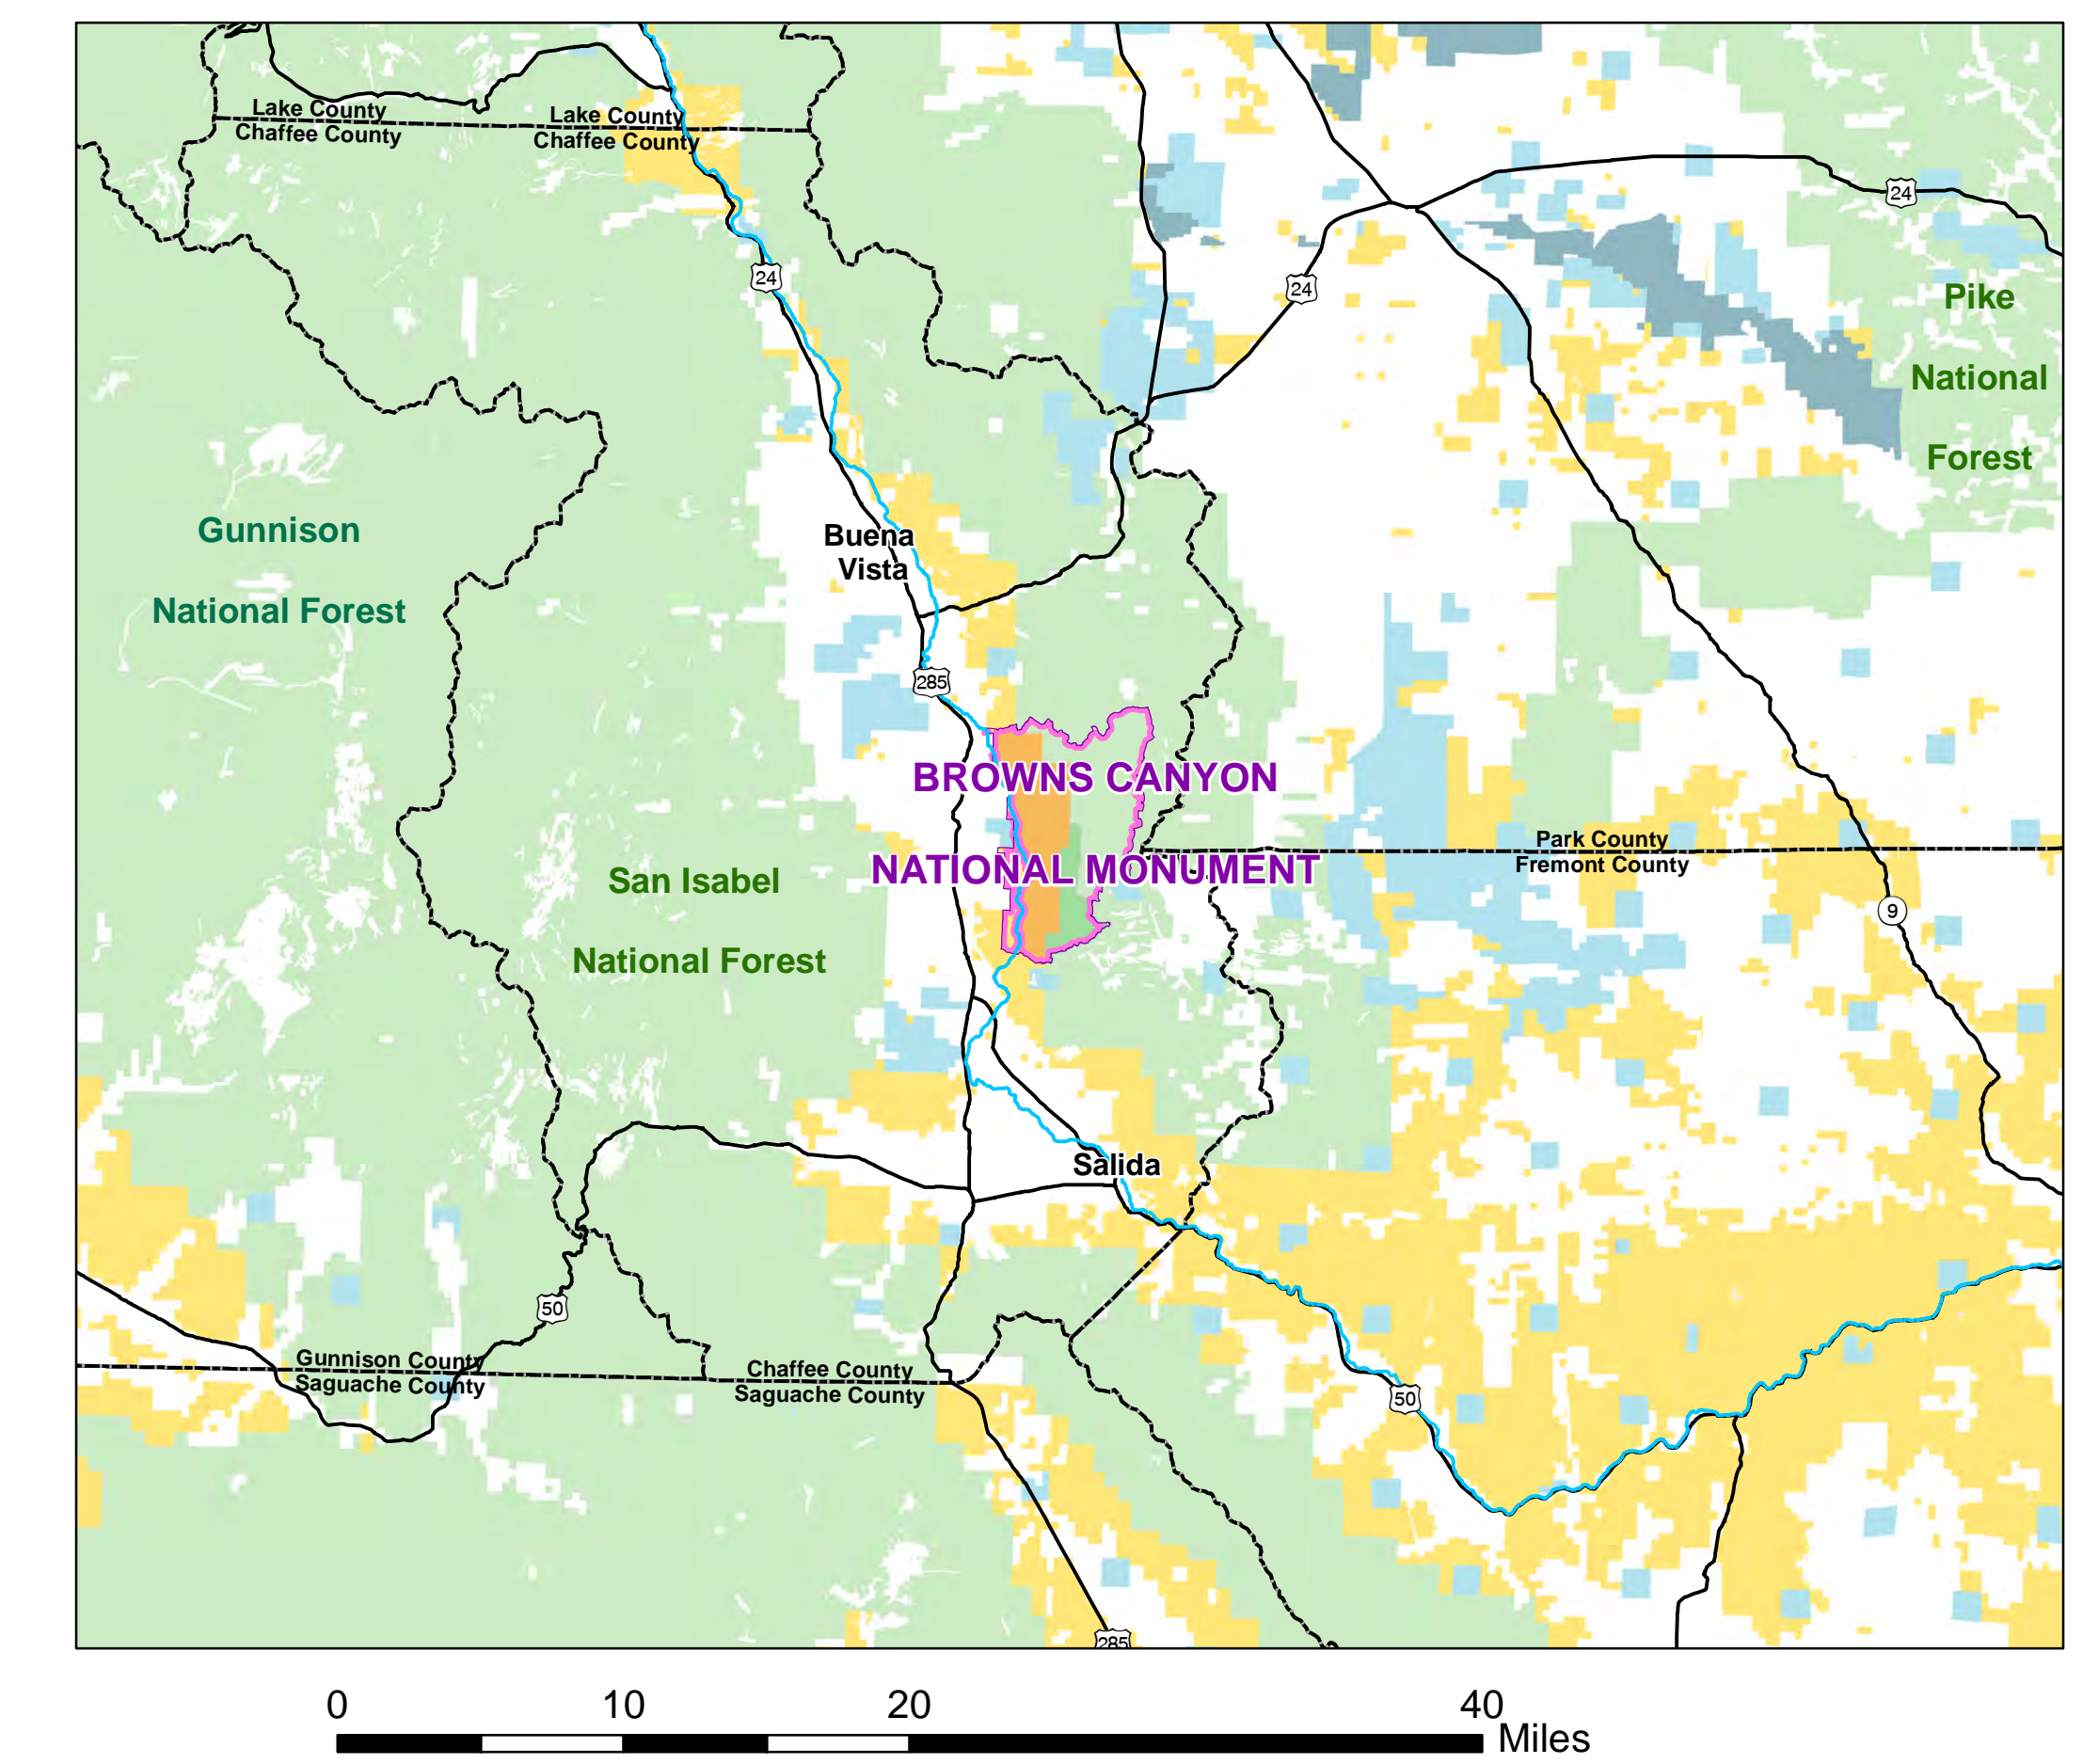 Lake County
Chaffee County
Lake County
Chaffee County
24
24
24
Pike
National
Forest
Gunnison
National Forest
Buena
Vista
285
BROWNS CANYON
NATIONAL MONUMENT
Park County
Fremont County
San Isabel
National Forest
9
Salida
50
Gunnison County
Saguache County
Chaffee County
Saguache County
50
285
0 10 20 40
Miles